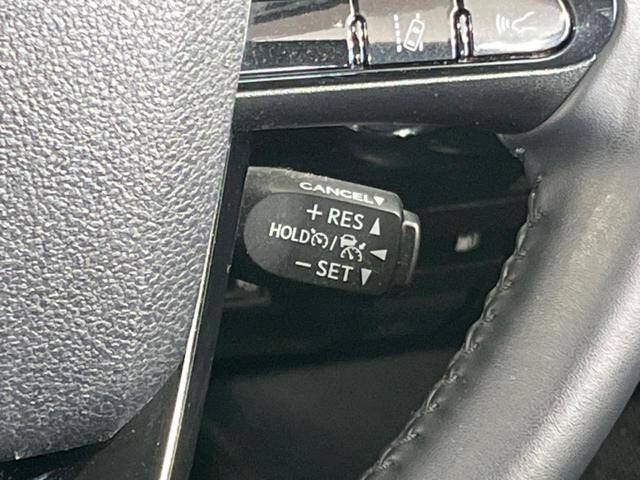 CANCEL▼
+ RES ▲
HOLD /
− SET ▼